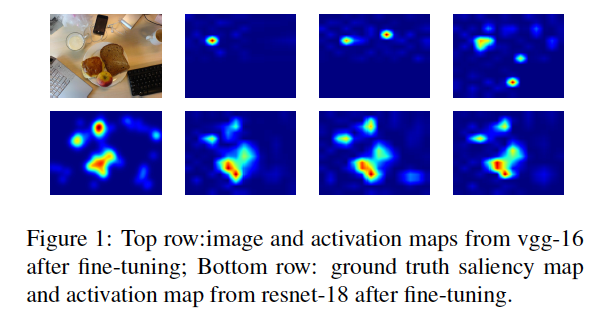 Figure 1: Top row:image and activation maps from vgg-16
after fine-tuning; Bottom row: ground truth saliency map
and activation map from resnet-18 after fine-tuning.